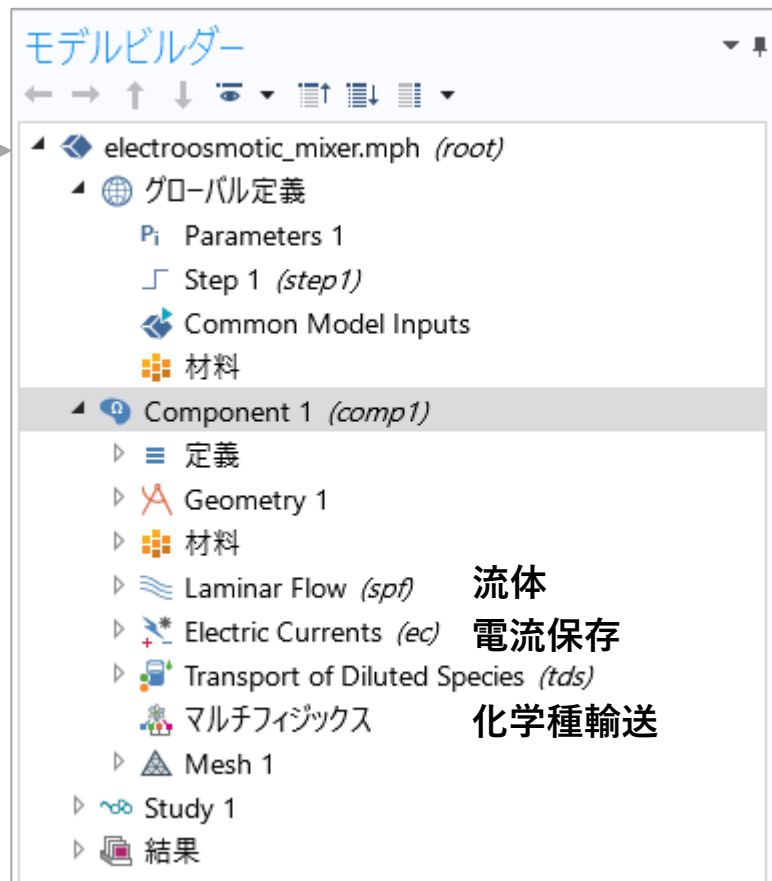 モデルビルダー
electroosmotic_mixer.mph (root)
グローバル定義
Pi Parameters 1
Step 1 (step1)
Common Model Inputs
材料
Component 1 (comp1)
定義
Geometry 1
材料
Laminar Flow (spf) 流体
Electric Currents (ec) 電流保存
Transport of Diluted Species (tds)
マルチフィジックス 化学種輸送
Mesh 1
Study 1
結果